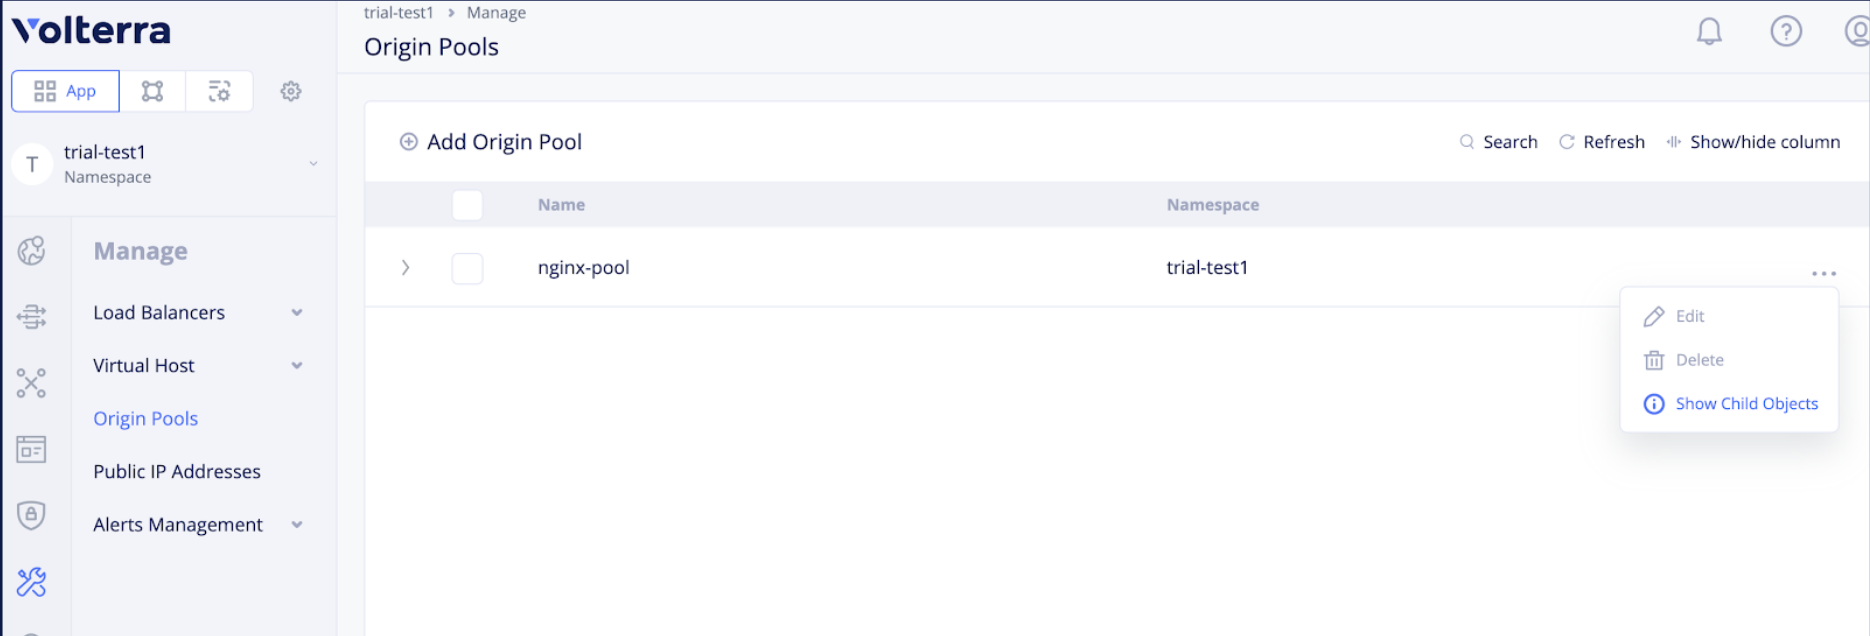 Volterra
trial-test1 > Manage
Origin Pools
App
T
trial-test1
Namespace
Add Origin Pool
Search
Refresh
Show/hide column
Name
Namespace
nginx-pool
trial-test1
...
Edit
Delete
Show Child Objects
Manage
Load Balancers
Virtual Host
Origin Pools
Public IP Addresses
Alerts Management